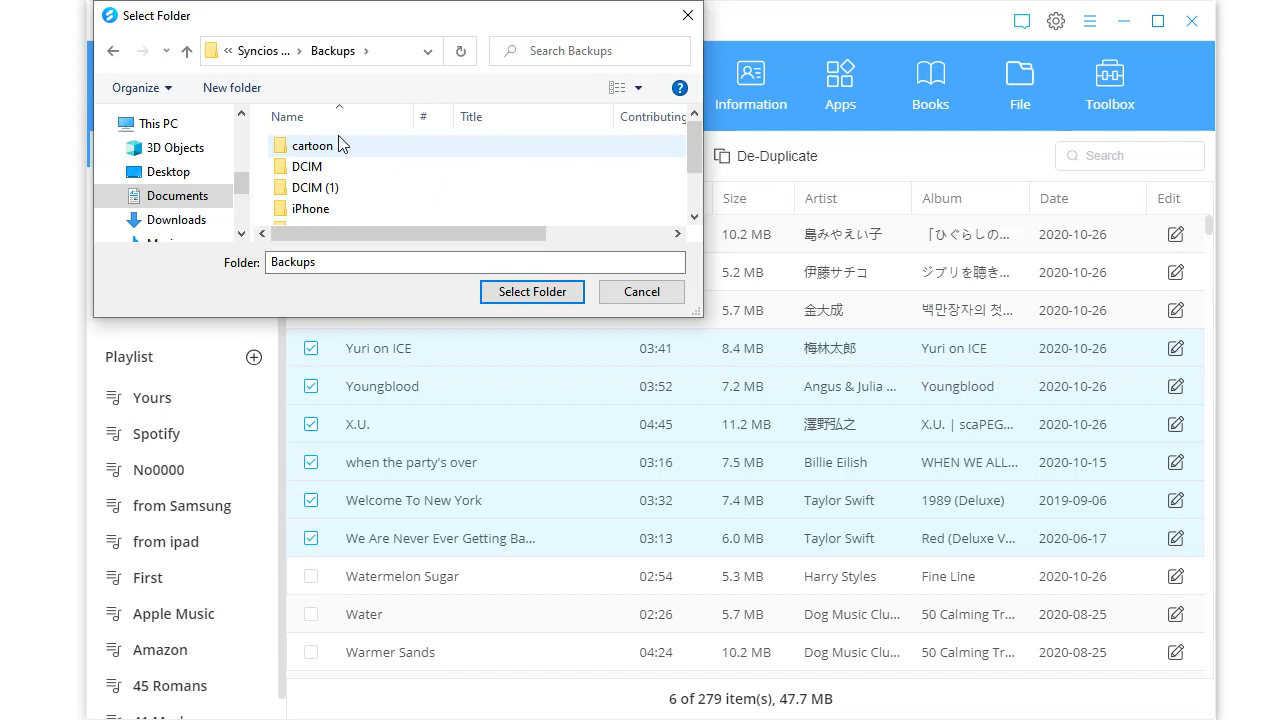 Select Folder
« Syncios ... > Backups >
Search Backups
Organize
New folder
Name
#
Title
Contributing
This PC
3D Objects
Desktop
Documents
Downloads
cartoon
DCIM
DCIM (1)
iPhone
Folder: Backups
Select Folder
Cancel
Information
Apps
Books
File
Toolbox
De-Duplicate
Search
Size
Artist
Album
Date
Edit
10.2 MB
島みやえい子
「ひぐらしの...
2020-10-26
5.2 MB
伊藤サチコ
ジブリを聴き...
2020-10-26
5.7 MB
金大成
백만장자의 첫...
2020-10-26
Yuri on ICE
03:41
8.4 MB
梅林太郎
Yuri on ICE
2020-10-26
Youngblood
03:52
7.2 MB
Angus & Julia ...
Youngblood
2020-10-26
X.U.
04:45
11.2 MB
澤野弘之
X.U. | scaPEG...
2020-10-26
when the party's over
03:16
7.5 MB
Billie Eilish
WHEN WE ALL...
2020-10-15
Welcome To New York
03:32
7.4 MB
Taylor Swift
1989 (Deluxe)
2019-09-06
We Are Never Ever Getting Ba...
03:13
6.0 MB
Taylor Swift
Red (Deluxe V...
2020-06-17
Watermelon Sugar
02:54
5.3 MB
Harry Styles
Fine Line
2020-10-26
Water
02:26
5.7 MB
Dog Music Clu...
50 Calming Tr...
2020-08-25
Warmer Sands
04:24
10.2 MB
Dog Music Clu...
50 Calming Tr...
2020-08-25
Playlist
Yours
Spotify
No0000
from Samsung
from ipad
First
Apple Music
Amazon
45 Romans
6 of 279 item(s), 47.7 MB